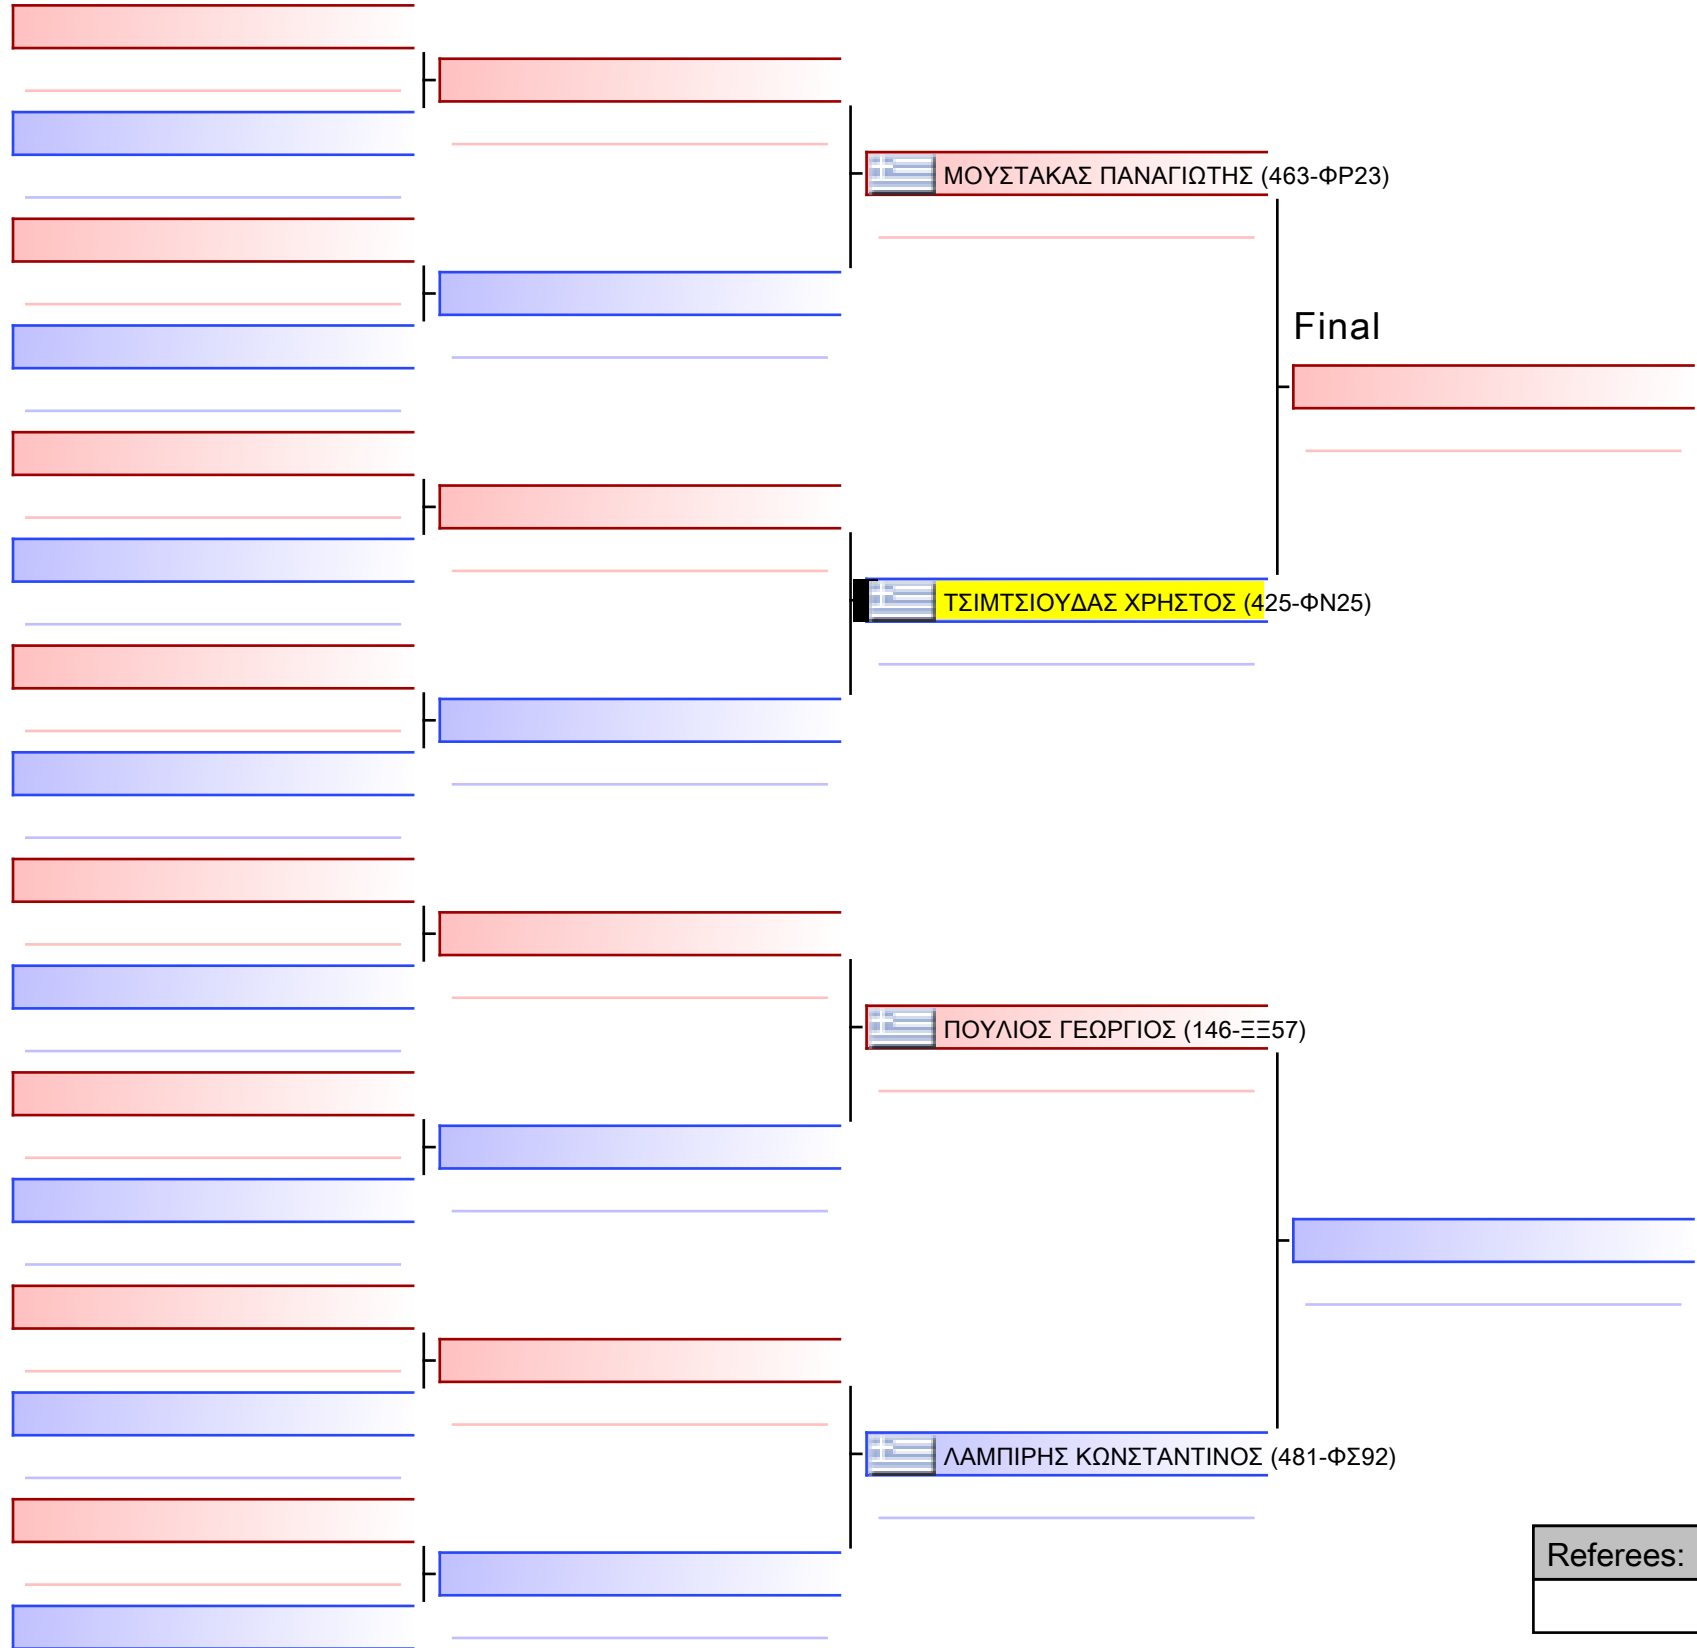 ΜΟΥΣΤΑΚΑΣ ΠΑΝΑΓΙΩΤΗΣ (463-ΦΡ23)
Final
ΤΣΙΜΤΣΙΟΥΔΑΣ ΧΡΗΣΤΟΣ (425-ΦΝ25)
ΠΟΥΛΙΟΣ ΓΕΩΡΓΙΟΣ (146-ΞΞ57)
ΛΑΜΠΙΡΗΣ ΚΩΝΣΤΑΝΤΙΝΟΣ (481-ΦΣ92)
Referees: